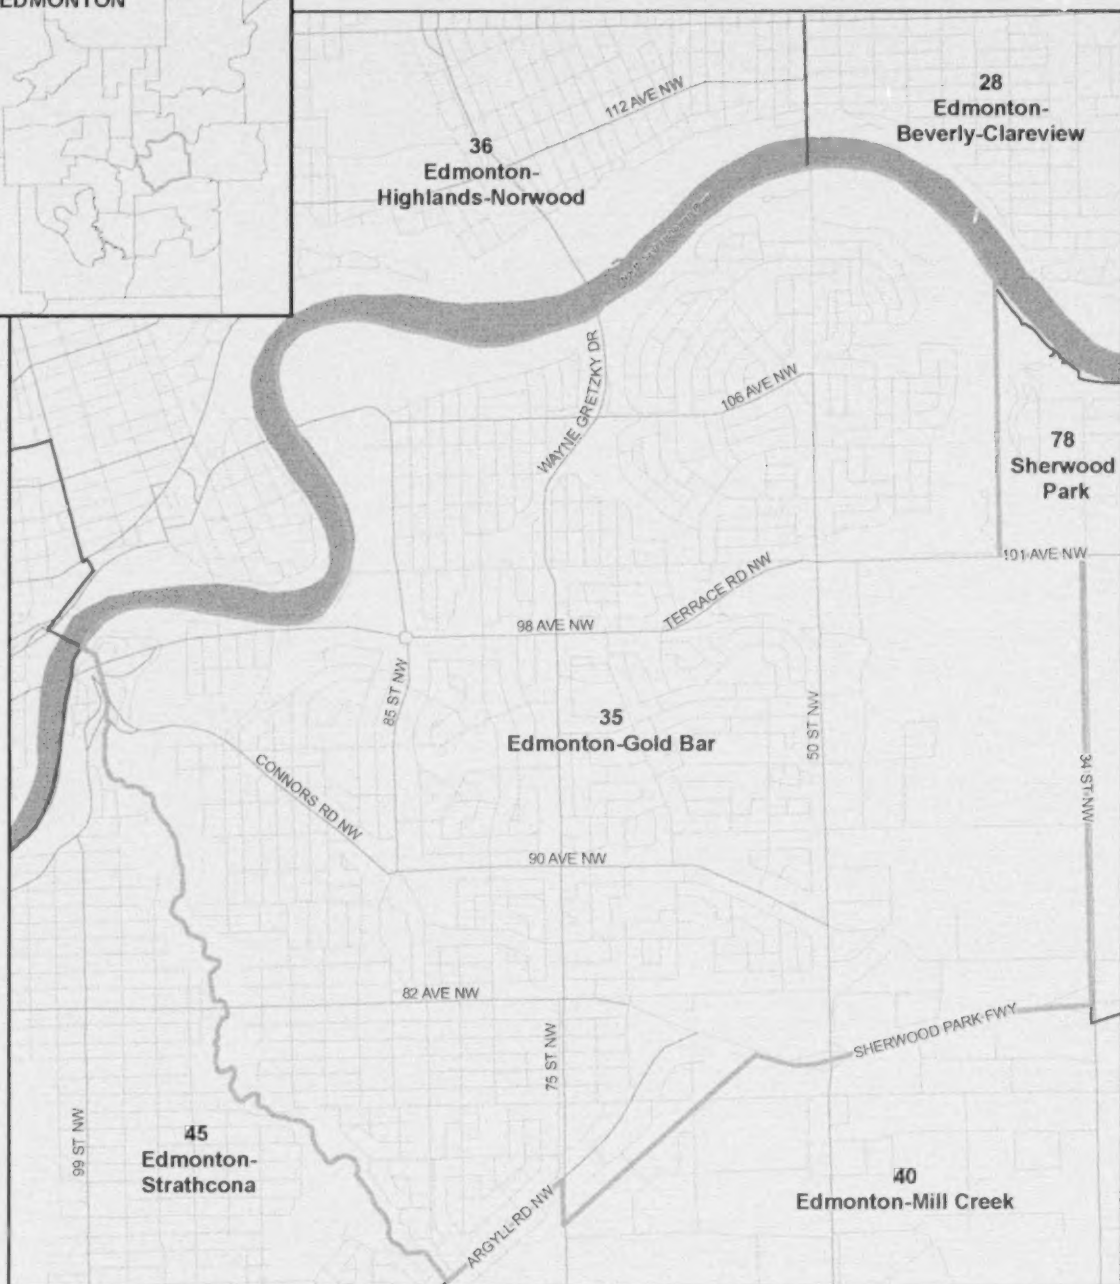 EDMONTON
112 AVE NW
28
Edmonton-
Beverly-Clareview
36
Edmonton-
Highlands-Norwood
WAYNE GRETZKY DR
106 AVE NW
78
Sherwood
Park
101 AVE NW
TERRACE RD NW
98 AVE NW
85 ST NW
35
Edmonton-Gold Bar
50 ST NW
34 ST NW
CONNORS RD NW
90 AVE NW
82 AVE NW
SHERWOOD PARK FWY
75 ST NW
99 ST NW
45
Edmonton-
Strathcona
40
Edmonton-Mill Creek
ARGYLL RD NW